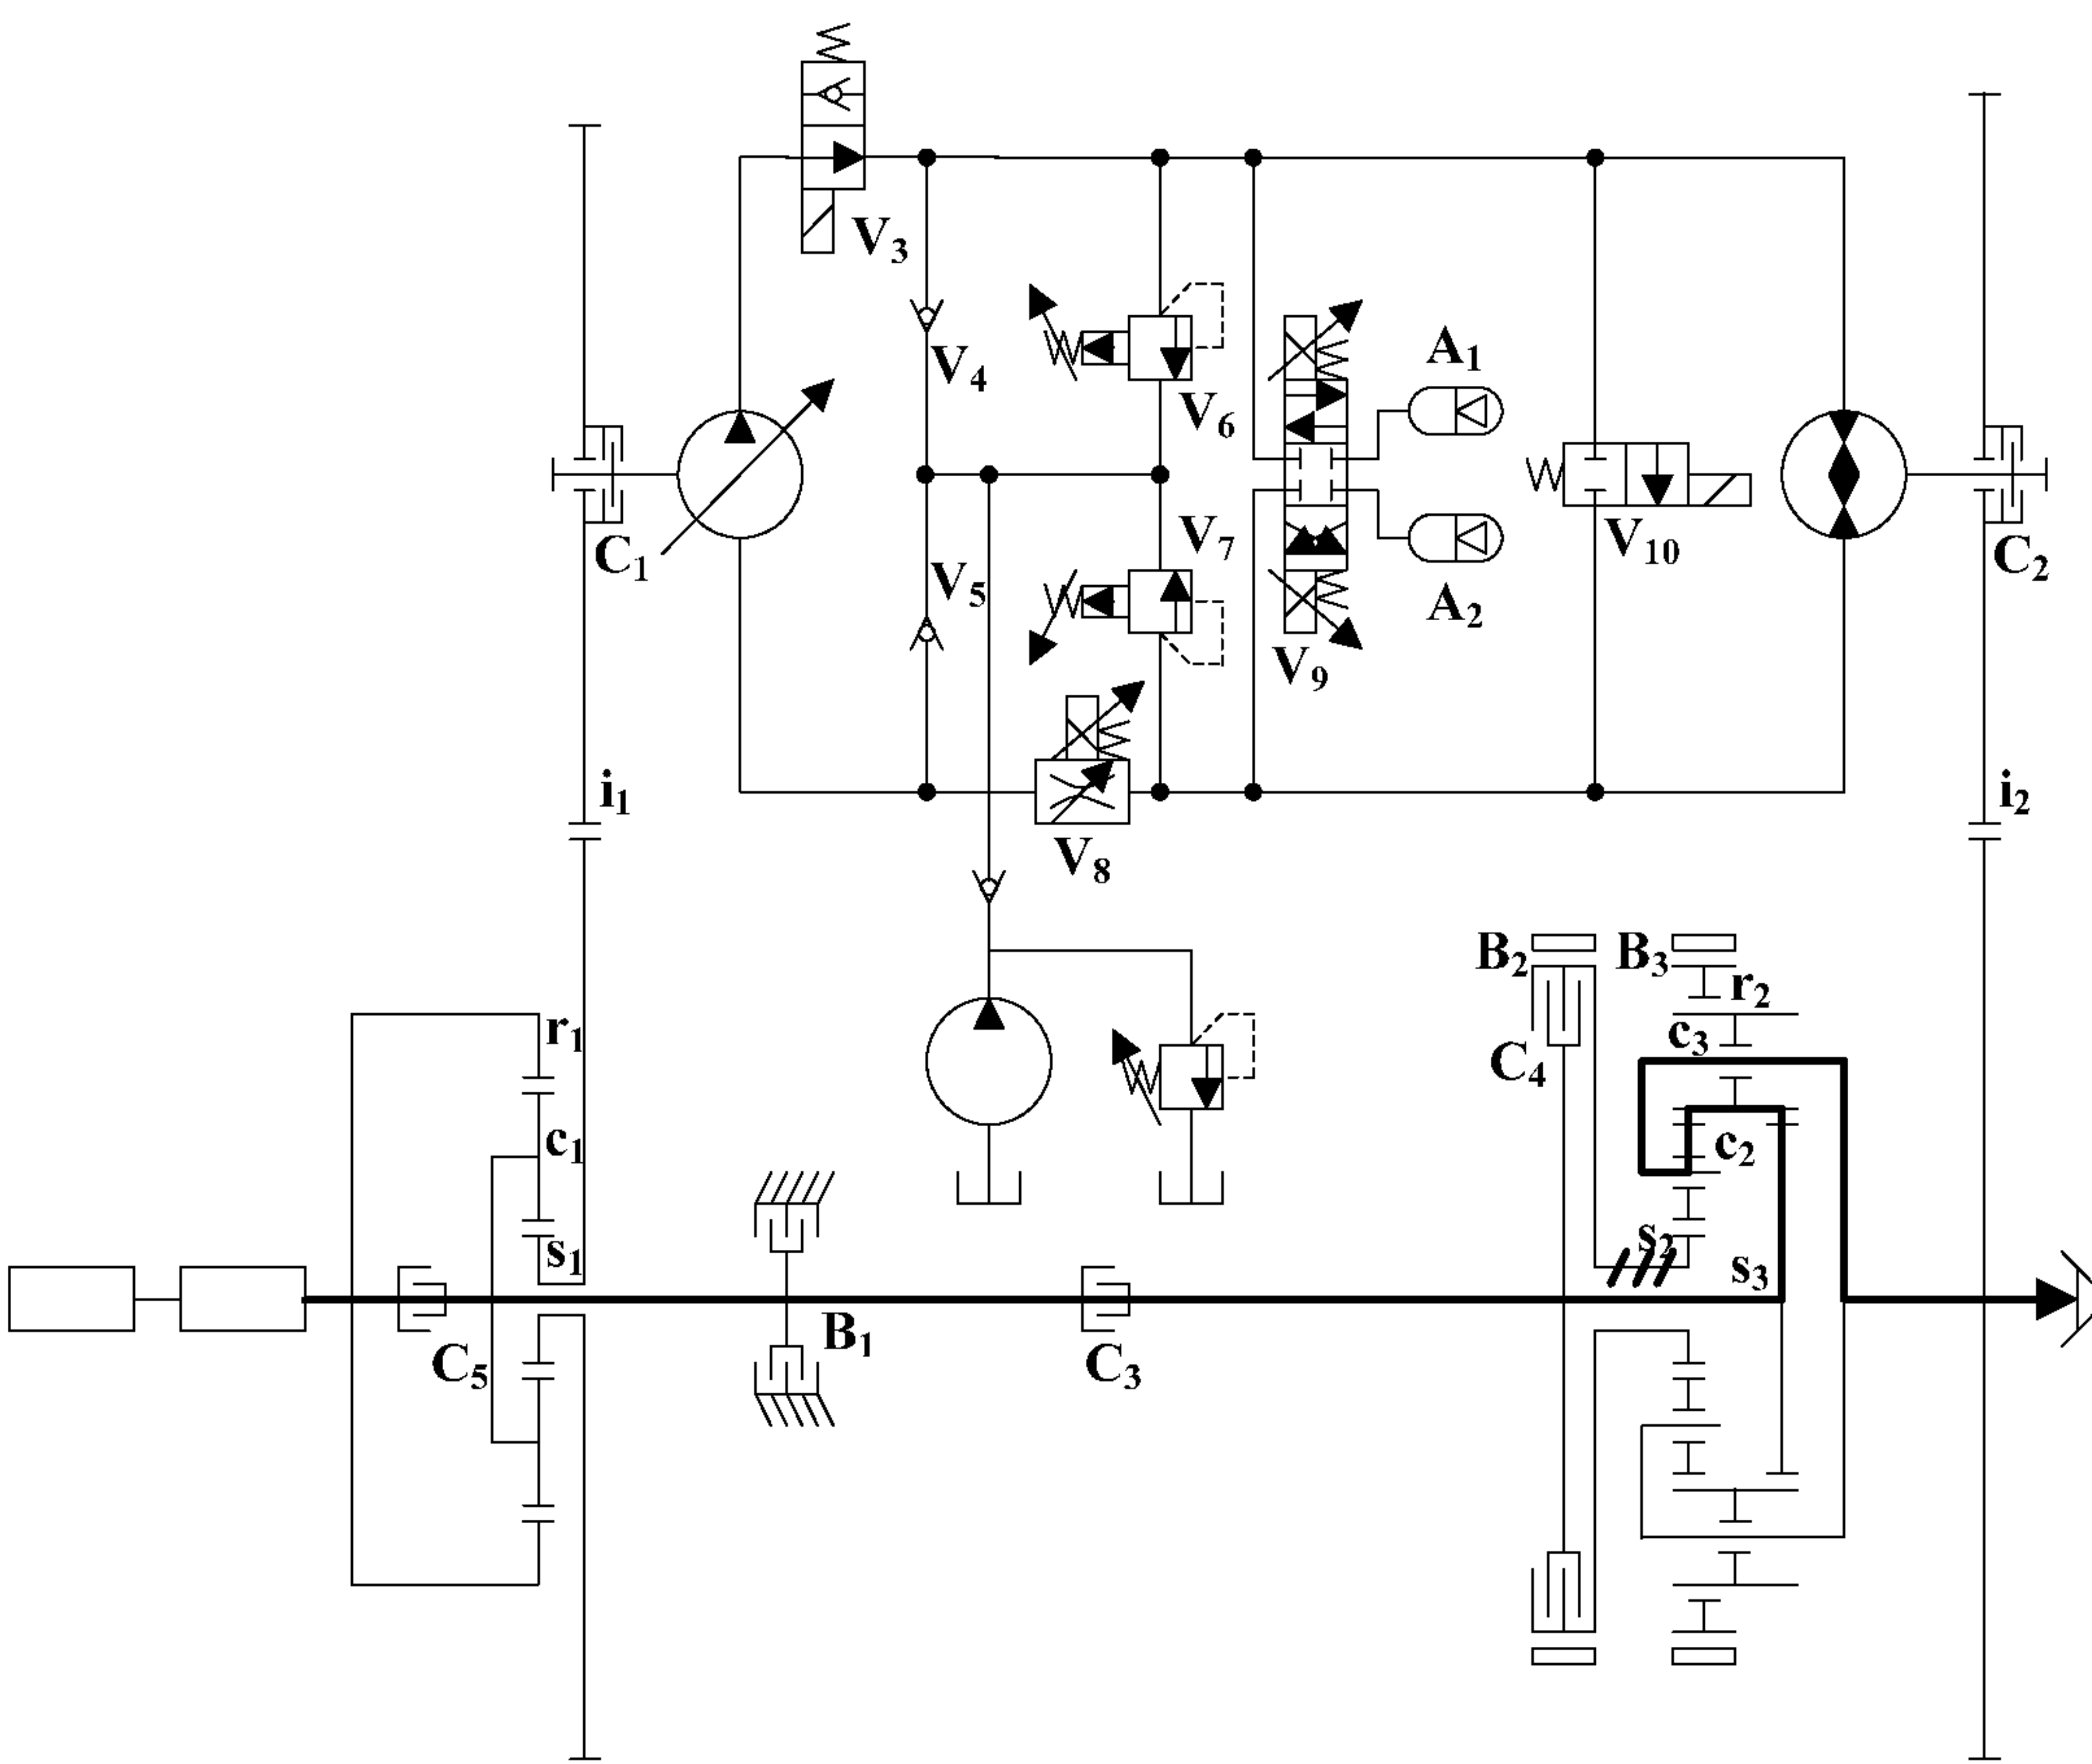 V₃
V₄
A₁
V₆
V₇
V₁₀
C₁
C₂
V₅
A₂
V₉
i₁
i₂
V₈
B₂
B₃
r₂
r₁
c₃
C₄
c₁
c₂
s₂
s₁
s₃
B₁
C₅
C₃